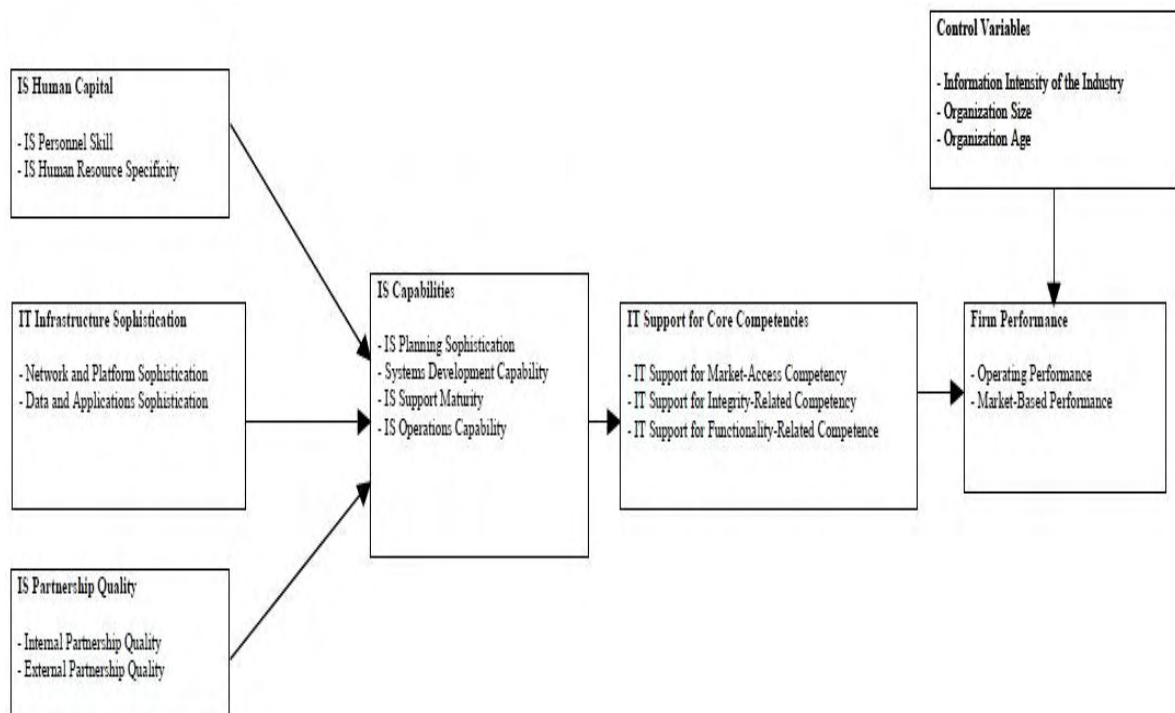 Control Variables
- Information Intensity of the Industry
- Organization Size
- Organization Age
IS Human Capital
- IS Personnel Skill
- IS Human Resource Specificity
IT Infrastructure Sophistication
- Network and Platform Sophistication
- Data and Applications Sophistication
IS Partnership Quality
- Internal Partnership Quality
- External Partnership Quality
IS Capabilities
- IS Planning Sophistication
- Systems Development Capability
- IS Support Maturity
- IS Operations Capability
IT Support for Core Competencies
- IT Support for Market-Access Competency
- IT Support for Integrity-Related Competency
- IT Support for Functionality-Related Competence
Firm Performance
- Operating Performance
- Market-Based Performance